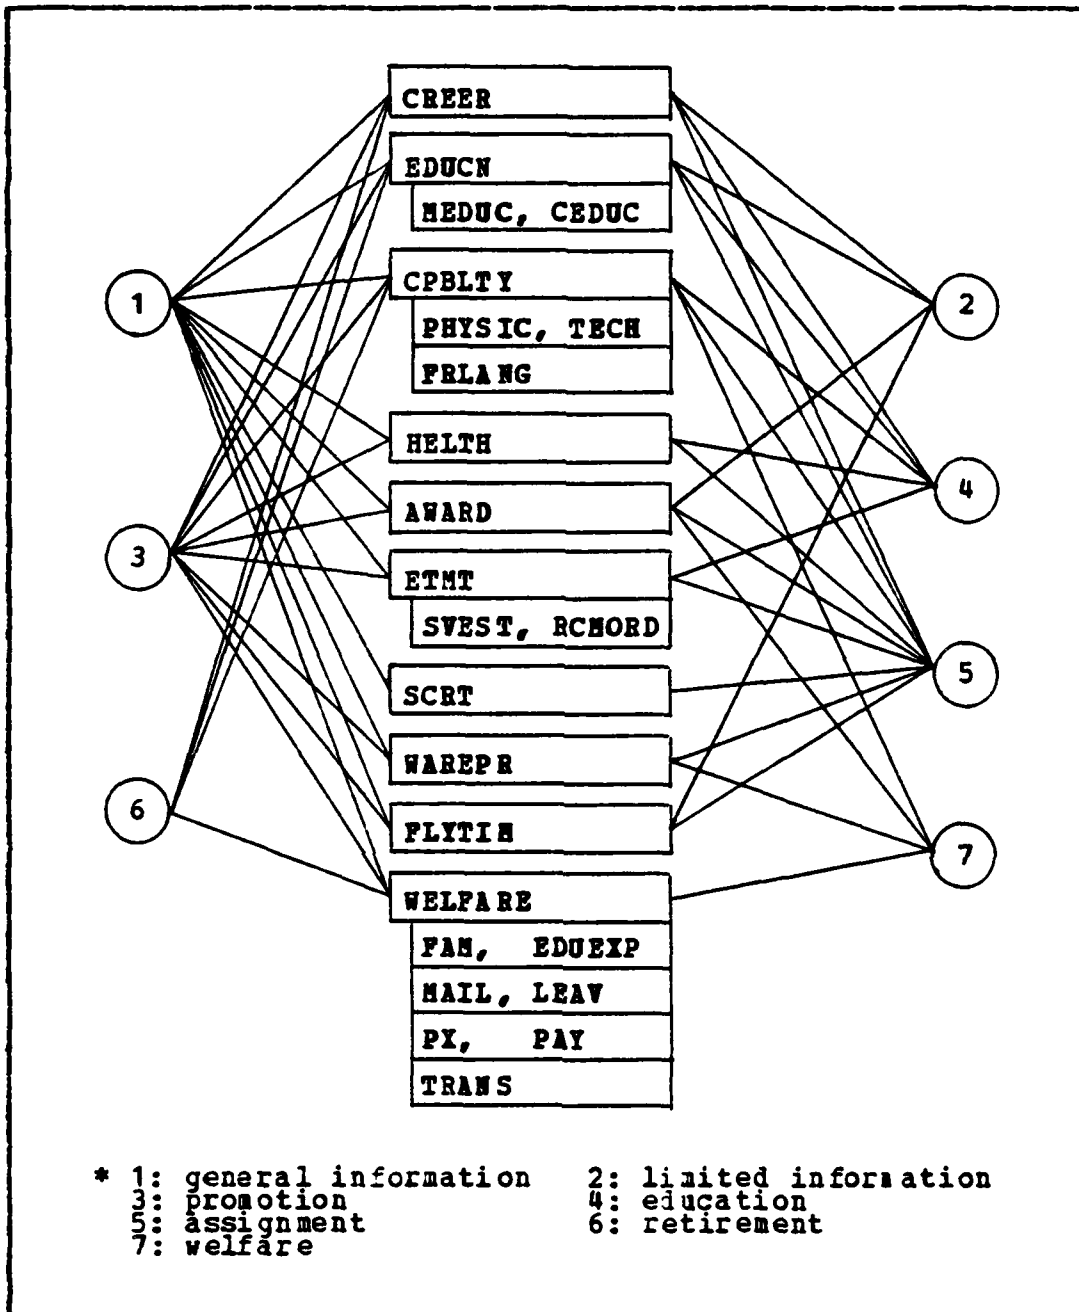 CREER
EDUCN
MEDUC, CEDUC
CPBLTY
PHYSIC, TECH
FRLANG
HELTH
AWARD
ETMT
SVEST, RCMORD
SCRT
WAREPR
FLYTIM
WELFARE
FAM, EDUEXP
MAIL, LEAV
PX, PAY
TRANS
1
2
3
4
5
6
7
* 1: general information 2: limited information
3: promotion 4: education
5: assignment 6: retirement
7: welfare